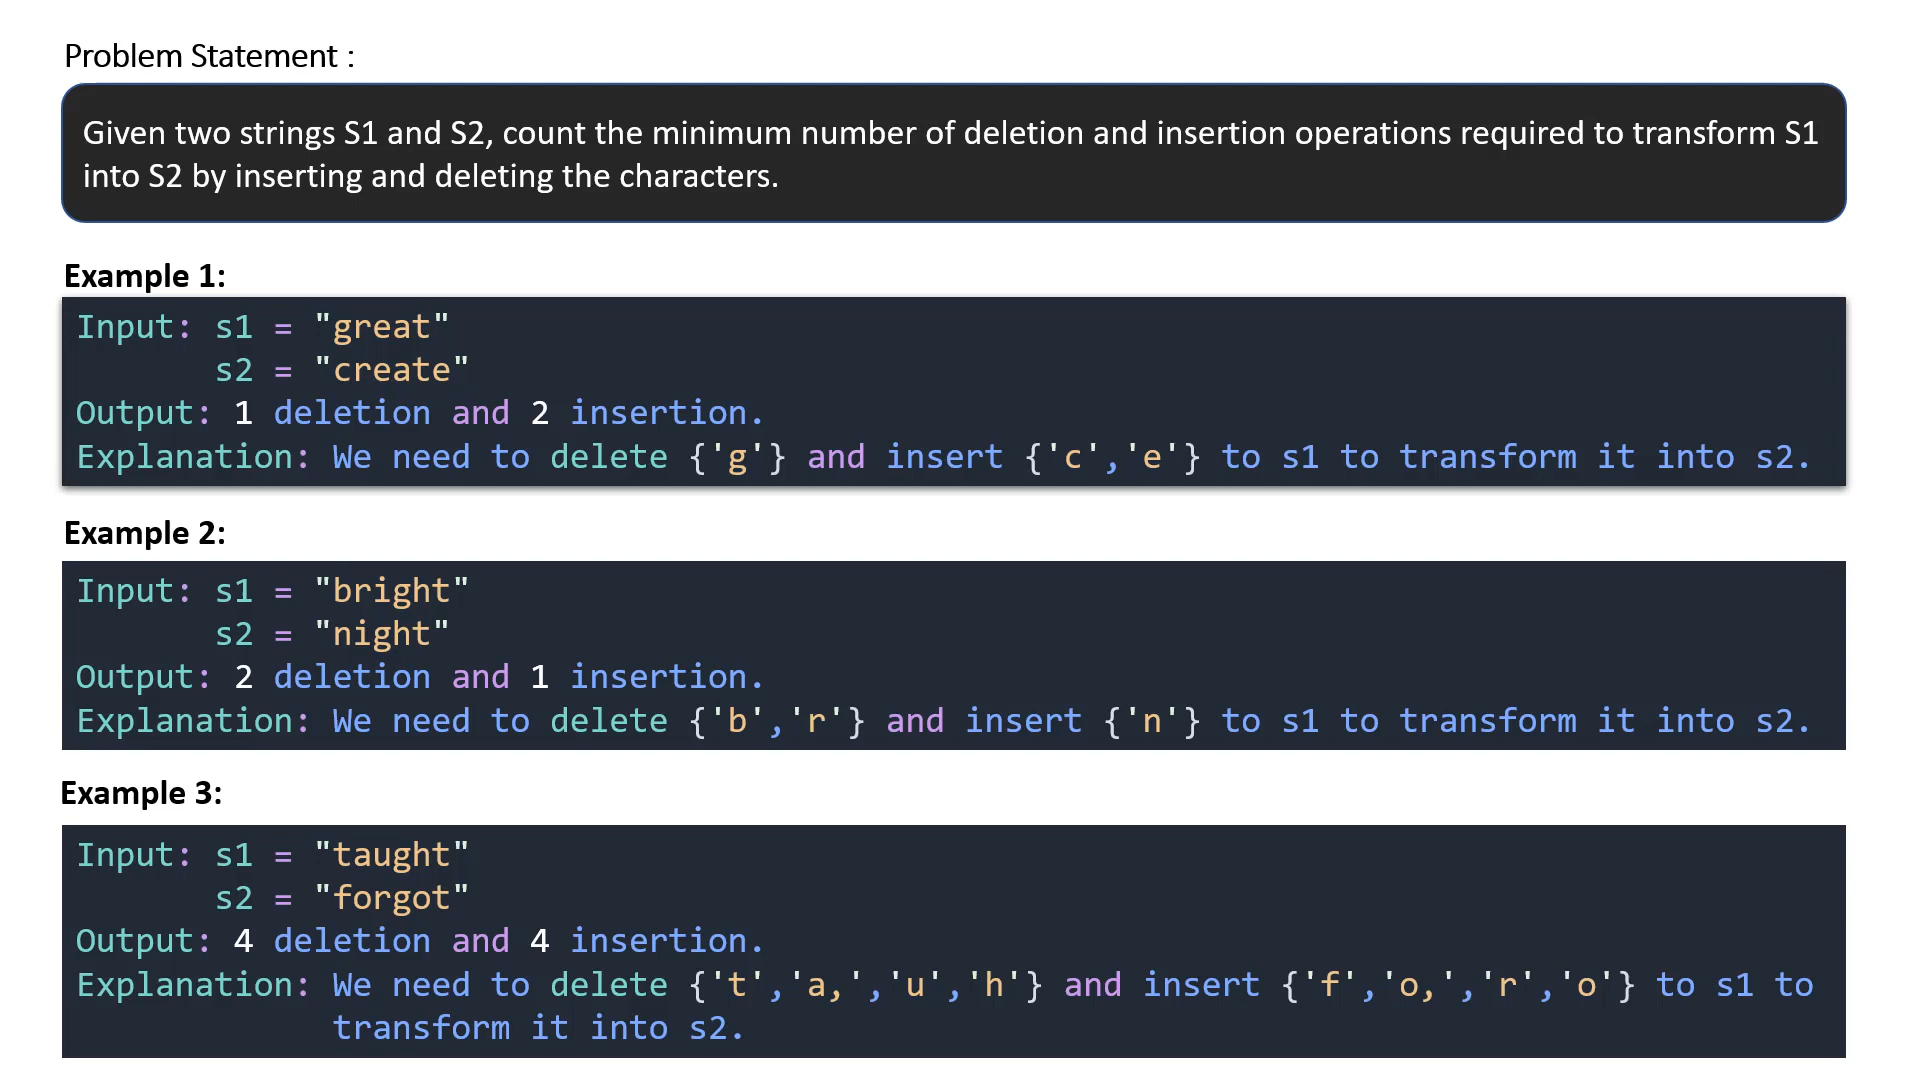 Problem Statement :
Given two strings S1 and S2, count the minimum number of deletion and insertion operations required to transform S1
into S2 by inserting and deleting the characters.
Example 1:
Input: s1 = "great"
s2 = "create"
Output: 1 deletion and 2 insertion.
Explanation: We need to delete {'g'} and insert {'c','e'} to s1 to transform it into s2.
Example 2:
Input: s1 = "bright"
s2 = "night"
Output: 2 deletion and 1 insertion.
Explanation: We need to delete {'b','r'} and insert {'n'} to s1 to transform it into s2.
Example 3:
Input: s1 = "taught"
s2 = "forgot"
Output: 4 deletion and 4 insertion.
Explanation: We need to delete {'t','a,','u','h'} and insert {'f','o,','r','o'} to s1 to
transform it into s2.